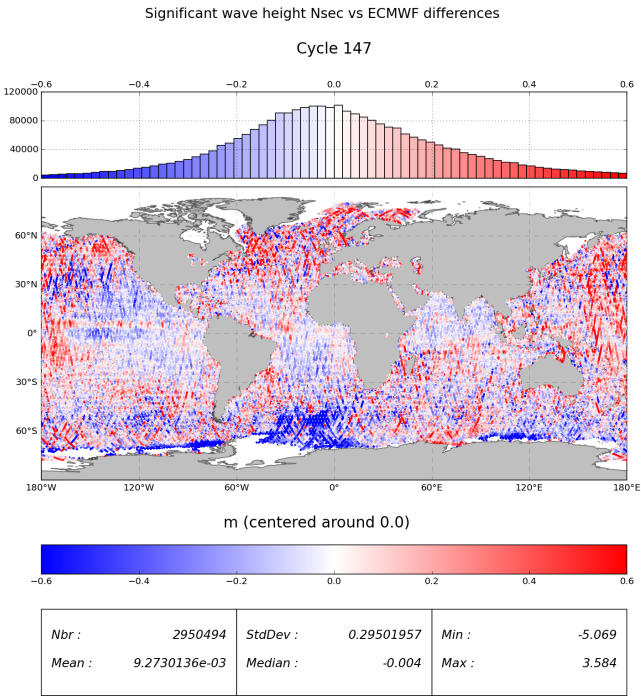 Significant wave height Nsec vs ECMWF differences
Cycle 147
−0.6 −0.4 −0.2 0.0 0.2 0.4 0.6
120000
80000
40000
0
60°N
30°N
0°
30°S
60°S
180°W 120°W 60°W 0° 60°E 120°E 180°E
m (centered around 0.0)
−0.6 −0.4 −0.2 0.0 0.2 0.4 0.6
Nbr : 2950494 StdDev : 0.29501957 Min : -5.069
Mean : 9.2730136e-03 Median : -0.004 Max : 3.584